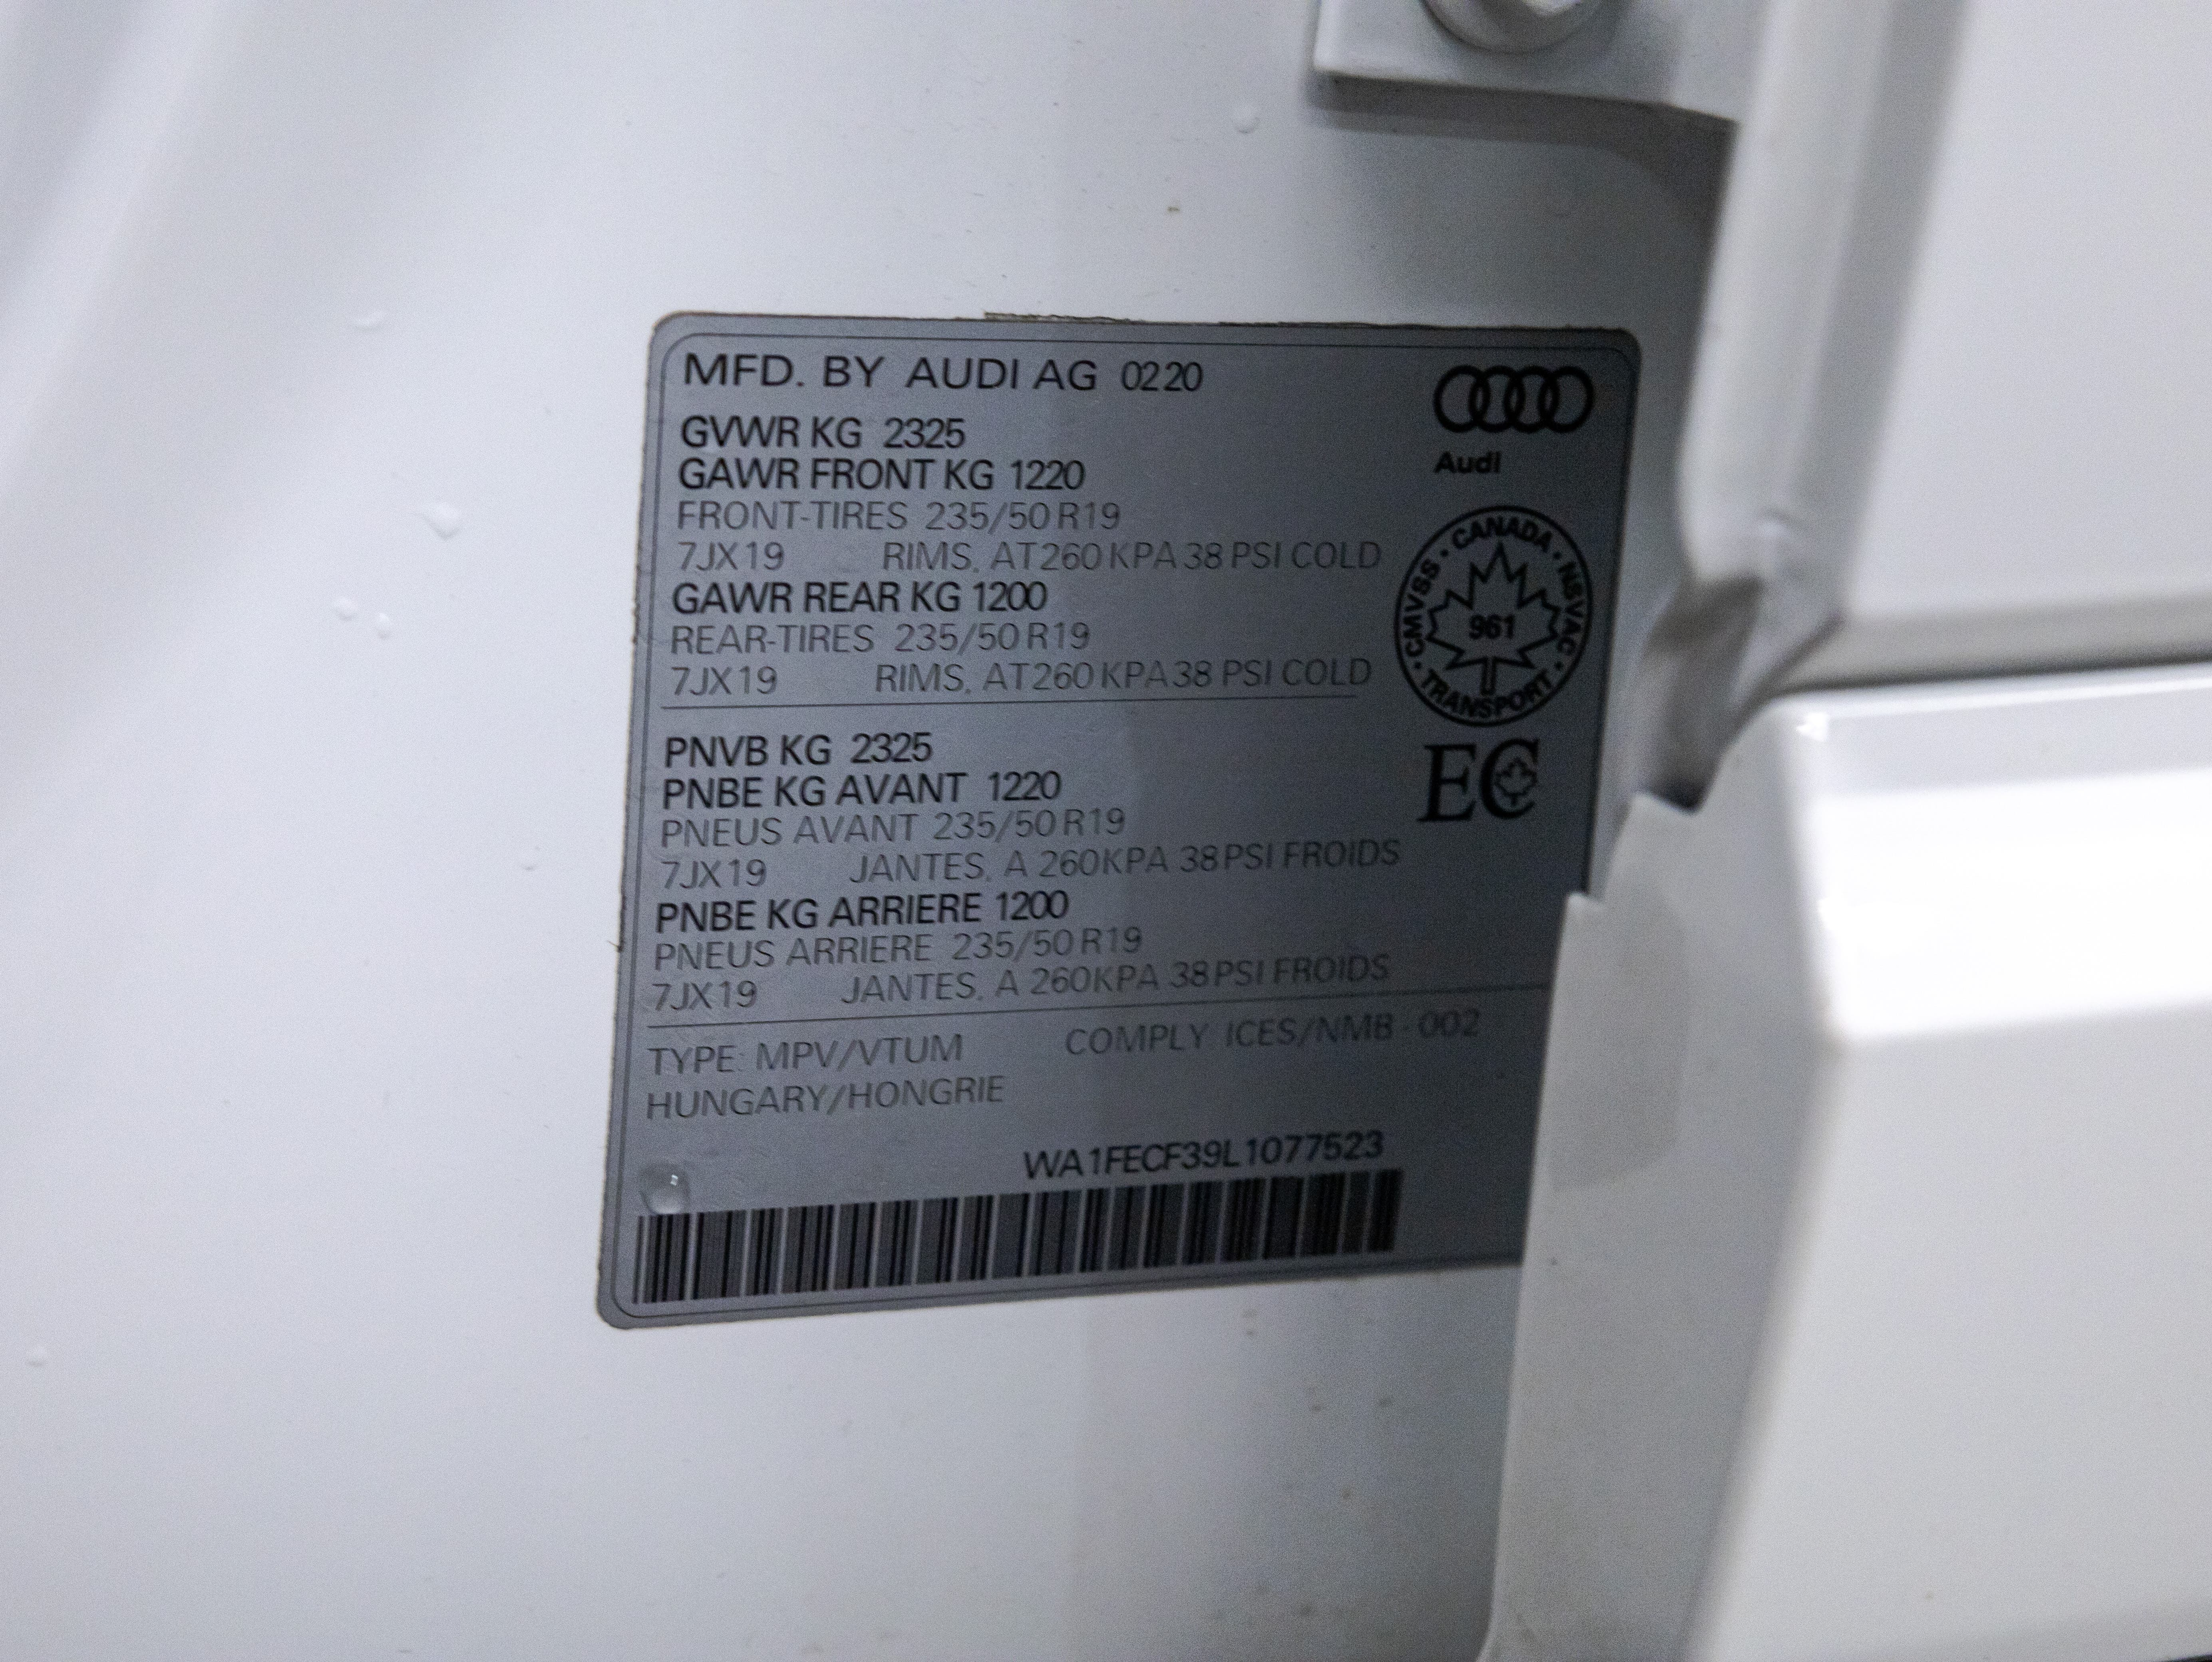 MFD. BY AUDI AG 0220
GVWR KG 2325
GAWR FRONT KG 1220
FRONT-TIRES 235/50 R19
7JX19 RIMS, AT 260 KPA 38 PSI COLD
GAWR REAR KG 1200
REAR-TIRES 235/50 R19
7JX19 RIMS, AT 260 KPA 38 PSI COLD
Audi
CANADA • NSVAC • TRANSPORT • CMVSS •
961
EC
PNVB KG 2325
PNBE KG AVANT 1220
PNEUS AVANT 235/50 R19
7JX19 JANTES, A 260KPA 38 PSI FROIDS
PNBE KG ARRIERE 1200
PNEUS ARRIERE 235/50 R19
7JX19 JANTES, A 260KPA 38 PSI FROIDS
TYPE: MPV/VTUM COMPLY ICES/NMB - 002
HUNGARY/HONGRIE
WA1FECF39L1077523